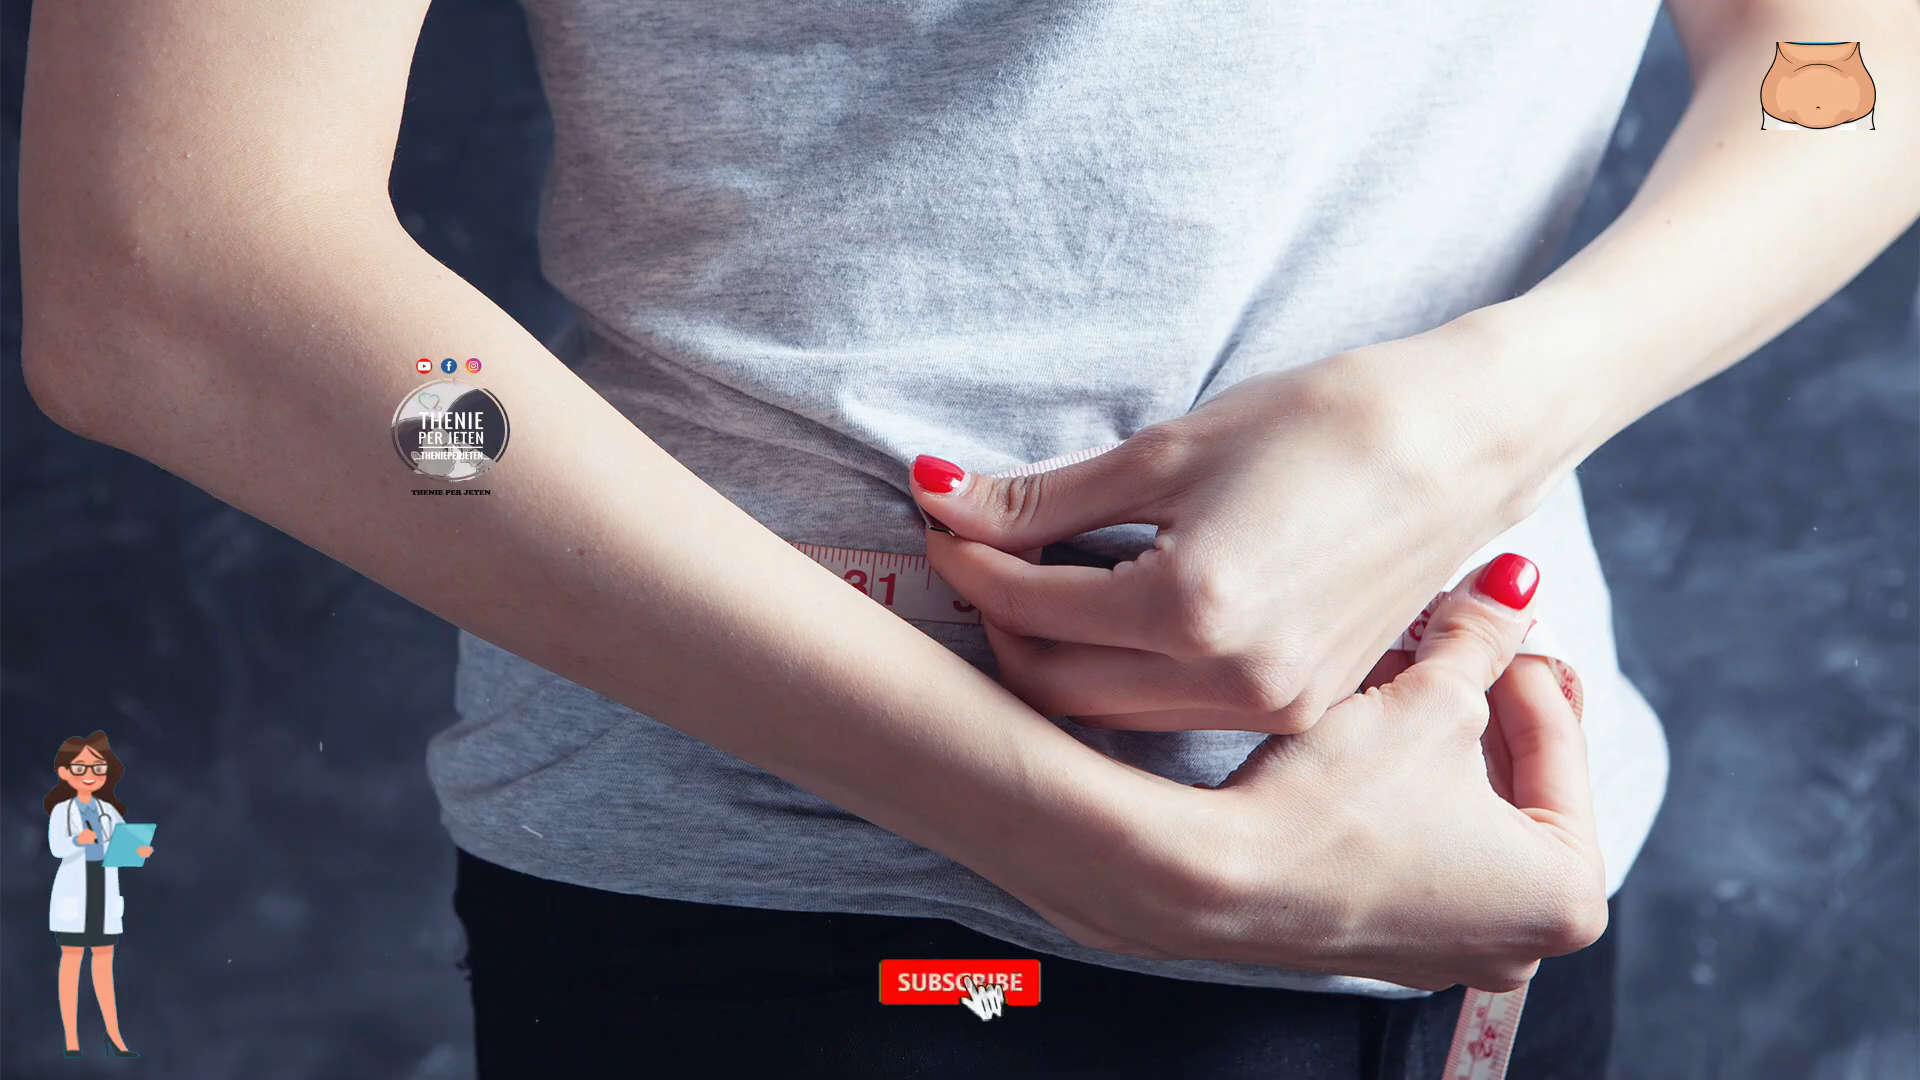 THENIE
PER JETEN
...THENIEPERJETEN...
THENIE PER JETEN
31
SUBSCRIBE